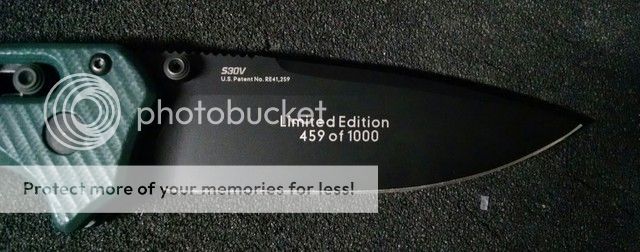 S30V
U.S. Patent No. RE41,259
photobucket
Limited Edition
459 of 1000
Protect more of your memories for less!